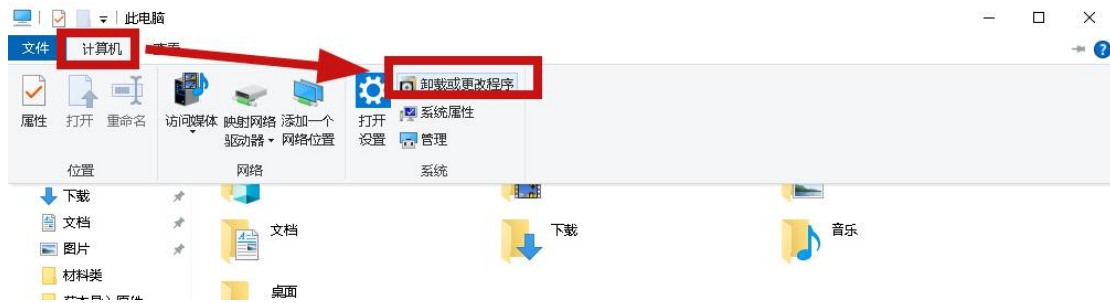 此电脑
文件 计算机 查看
属性 打开 重命名 访问媒体 映射网络驱动器 添加一个网络位置 打开设置 卸载或更改程序
系统属性
管理
位置 网络 系统
下载
文档 文档 下载 音乐
图片
材料类
桌面